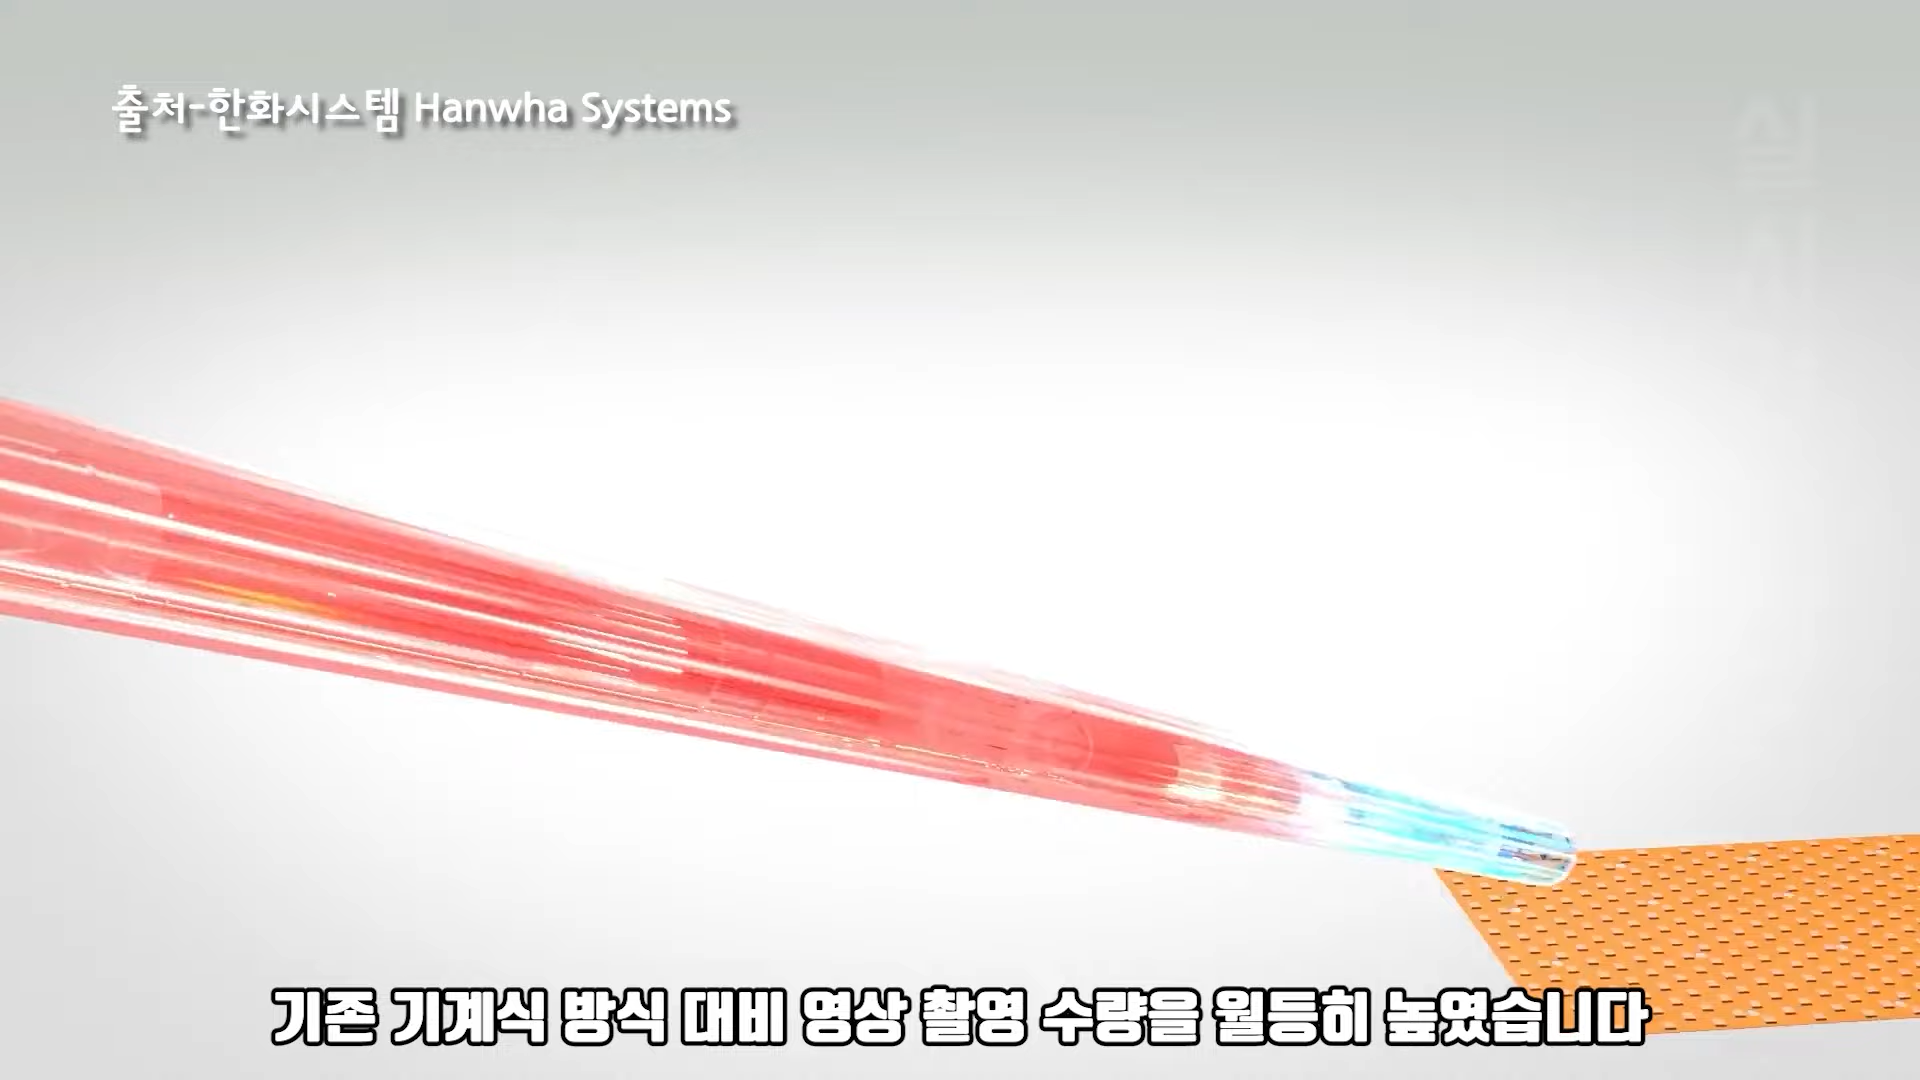 출처-한화시스템 Hanwha Systems
기존 기계식 방식 대비 영상 촬영 수량을 월등히 높였습니다